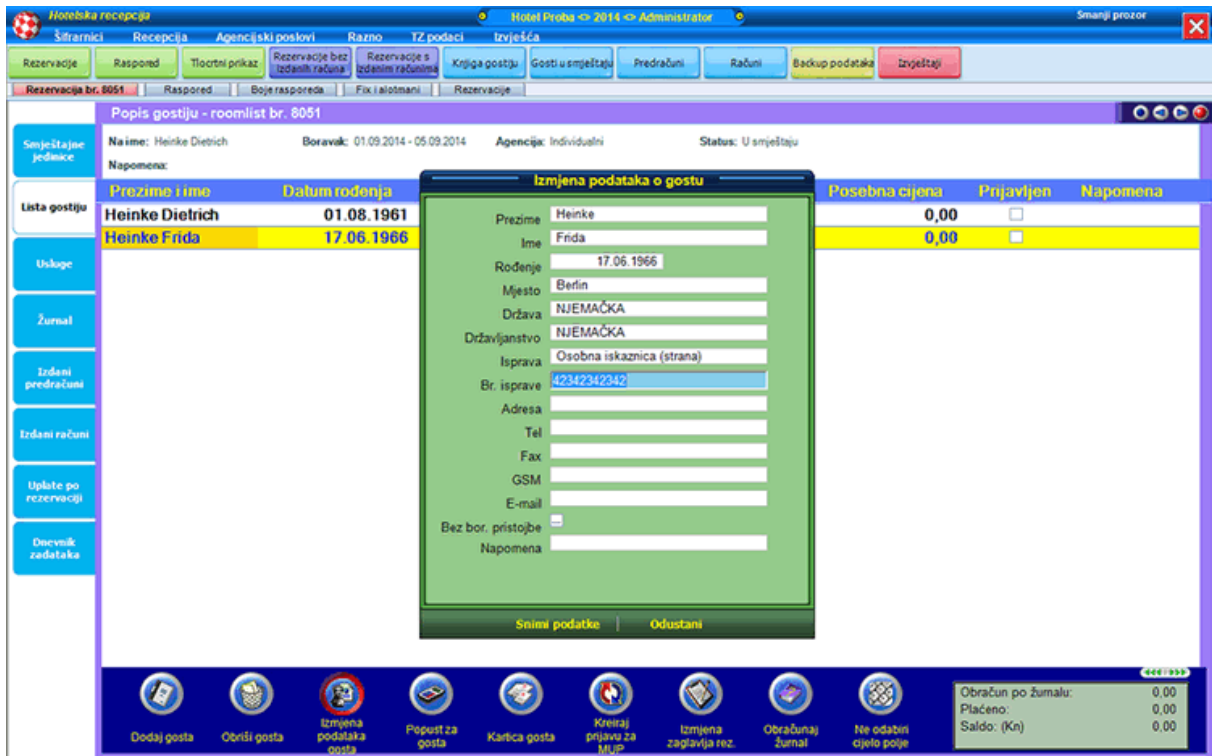 Hotelska recepcija
Hotel Proba <> 2014 <> Administrator
Smanji prozor
Šifrarnici Recepcija Agencijski poslovi Razno TZ podaci Izvješća
Rezervacije Raspored Tlocrtni prikaz Rezervacije bez izdanih računa Rezervacije s izdanim računima Knjiga gostiju Gosti u smještaju Predračuni Računi Backup podataka Izvještaji
Rezervacija br. 8051 Raspored Boje rasporeda Fix i alotmani Rezervacije
Popis gostiju - roomlist br. 8051
Smještajne jedinice
Lista gostiju
Usluge
Žurnal
Izdani predračuni
Izdani računi
Uplate po rezervaciji
Dnevnik zadataka
Na ime: Heinke Dietrich Boravak: 01.09.2014 - 05.09.2014 Agencija: Individualni Status: U smještaju
Napomena:
Prezime i ime Datum rođenja Posebna cijena Prijavljen Napomena
Heinke Dietrich 01.08.1961 0,00
Heinke Frida 17.06.1966 0,00
Izmjena podataka o gostu
Prezime Heinke
Ime Frida
Rođenje 17.06.1966
Mjesto Berlin
Država NJEMAČKA
Državljanstvo NJEMAČKA
Isprava Osobna iskaznica (strana)
Br. isprave 42342342342
Adresa
Tel
Fax
GSM
E-mail
Bez bor. pristojbe
Napomena
Snimi podatke Odustani
Dodaj gosta
Obriši gosta
Izmjena podataka gosta
Popust za gosta
Kartica gosta
Kreiraj prijavu za MUP
Izmjena zaglavlja rez.
Obračunaj žurnal
Ne odabiri cijelo polje
Obračun po žurnalu: 0,00
Plaćeno: 0,00
Saldo: (Kn) 0,00